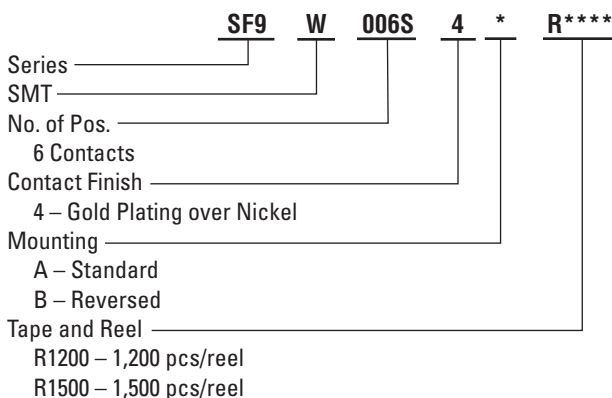 SF9 W 006S 4 * R****
Series
SMT
No. of Pos.
6 Contacts
Contact Finish
4 – Gold Plating over Nickel
Mounting
A – Standard
B – Reversed
Tape and Reel
R1200 – 1,200 pcs/reel
R1500 – 1,500 pcs/reel